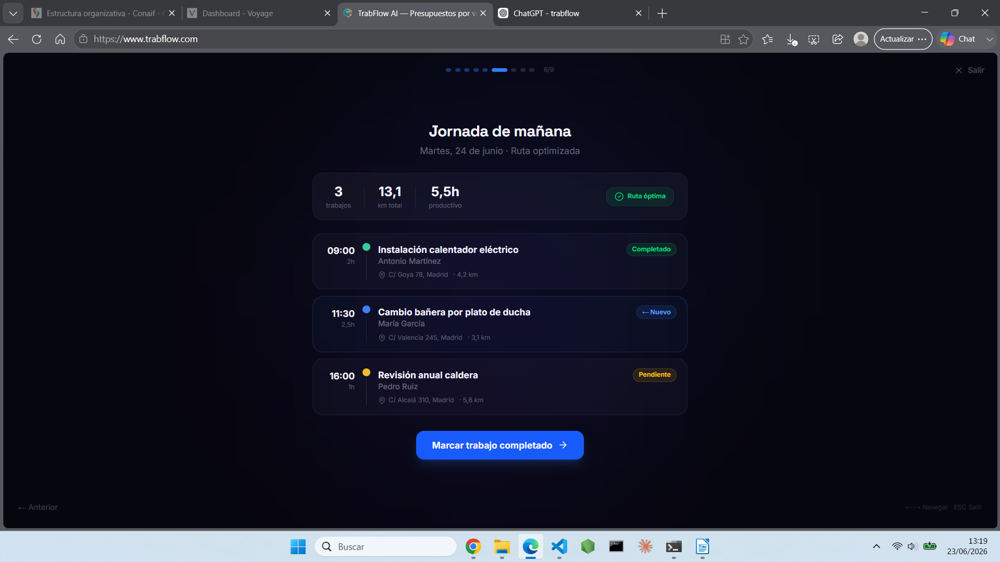 Estructura organizativa - Conaif -
Dashboard - Voyage
TrabFlow AI — Presupuestos por v
ChatGPT - trabflow
https://www.trabflow.com
Actualizar
Chat
6/9
Salir
Jornada de mañana
Martes, 24 de junio · Ruta optimizada
3
trabajos
13,1
km total
5,5h
productivo
Ruta óptima
09:00
2h
Instalación calentador eléctrico
Antonio Martínez
C/ Goya 78, Madrid · 4,2 km
Completado
11:30
2,5h
Cambio bañera por plato de ducha
María García
C/ Valencia 245, Madrid · 3,1 km
← Nuevo
16:00
1h
Revisión anual caldera
Pedro Ruiz
C/ Alcalá 310, Madrid · 5,8 km
Pendiente
Marcar trabajo completado →
← Anterior
←→ Navegar · ESC Salir
Buscar
13:19
23/06/2026